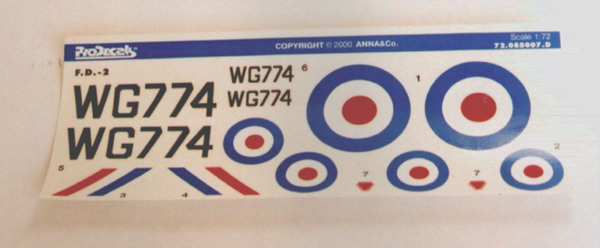 ProDecals COPYRIGHT © 2000 ANNA&Co. Scale 1:72
72.085007.D
F.D.-2
WG774 6
WG774
WG774
WG774
1
5
3
4
7
7
2